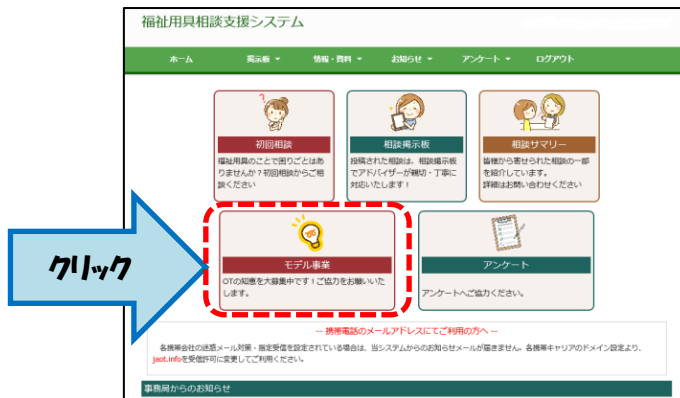 福祉用具相談支援システム
ホーム 掲示板 情報・資料 お知らせ アンケート ログアウト
初回相談
福祉用具のことで困りごとはあ
りませんか？初回相談からご相
談ください
相談掲示板
投稿された相談は、相談掲示板
でアドバイザーが親切・丁寧に
対応いたします！
相談サマリー
皆様から寄せられた相談の一部
を紹介しています。
詳細はお問い合わせください
クリック
モデル事業
OTの知恵を大募集中です！ご協力をお願いいた
します。
アンケート
アンケートへご協力ください。
-- 携帯電話のメールアドレスにてご利用の方へ --
各携帯会社の迷惑メール対策・指定受信を設定されている場合は、当システムからのお知らせメールが届きません。各携帯キャリアのドメイン設定より、
jaot.infoを受信許可に変更してご利用ください。
事務局からのお知らせ